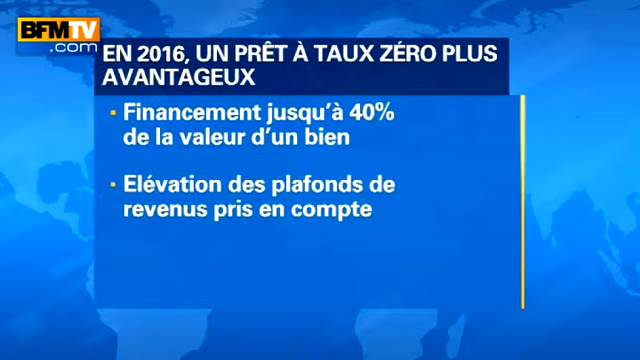 BFMTV
.com
EN 2016, UN PRÊT À TAUX ZÉRO PLUS
AVANTAGEUX
· Financement jusqu'à 40%
de la valeur d'un bien
· Elévation des plafonds de
revenus pris en compte